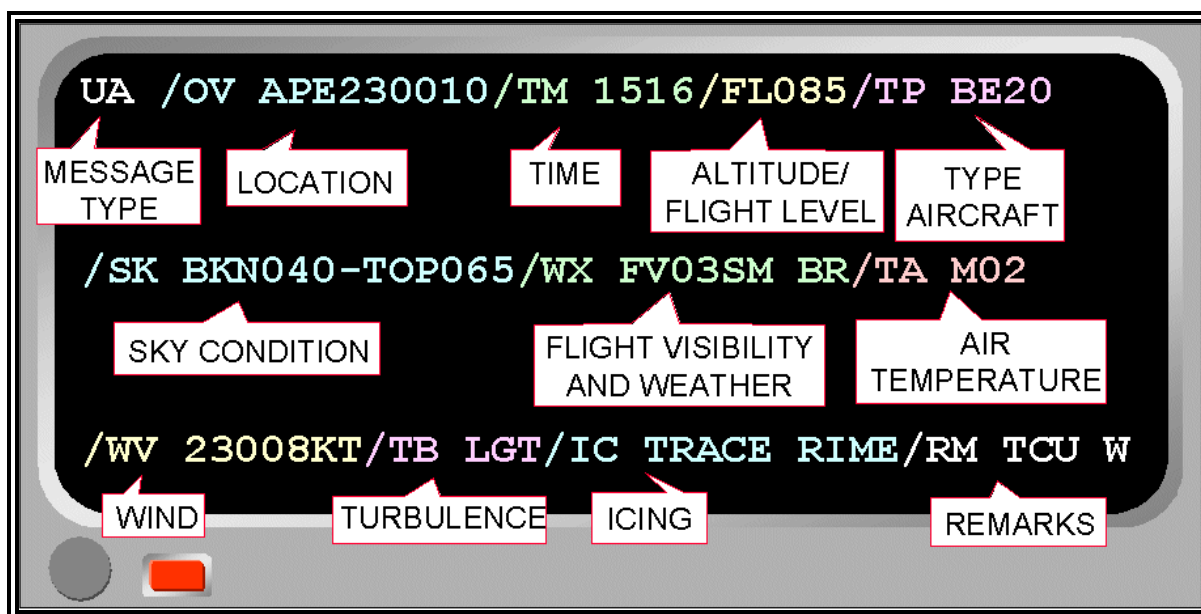 UA /OV APE230010/TM 1516/FL085/TP BE20
MESSAGE
TYPE
LOCATION
TIME
ALTITUDE/
FLIGHT LEVEL
TYPE
AIRCRAFT
/SK BKN040-TOP065/WX FV03SM BR/TA M02
SKY CONDITION
FLIGHT VISIBILITY
AND WEATHER
AIR
TEMPERATURE
/WV 23008KT/TB LGT/IC TRACE RIME/RM TCU W
WIND
TURBULENCE
ICING
REMARKS